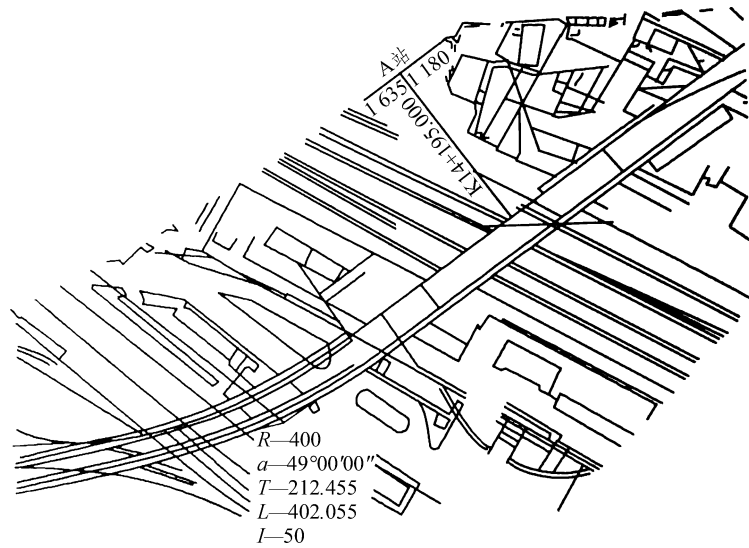 A站
1 635 1 180
K14+195.000
R—400
a—49°00′00″
T—212.455
L—402.055
I—50